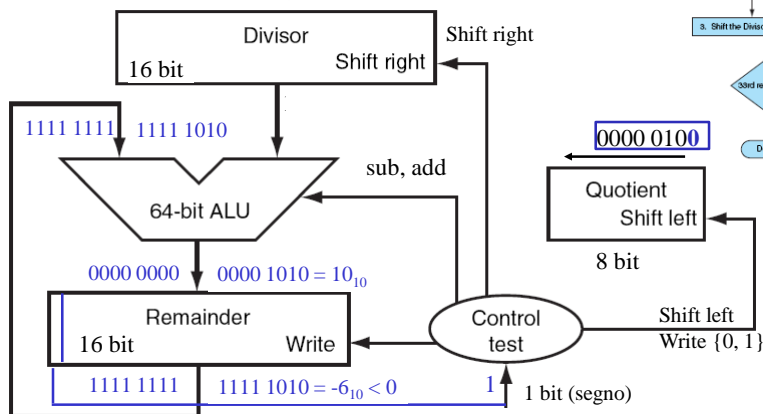 3. Shift the Diviso
Divisor
Shift right
16 bit
Shift right
33rd re
D
1111 1111 1111 1010
0000 0100
sub, add
64-bit ALU
Quotient
Shift left
8 bit
0000 0000 0000 1010 = 10₁₀
Remainder
16 bit
Write
Control
test
Shift left
Write {0, 1}
1111 1111 1111 1010 = -6₁₀ < 0
1
1 bit (segno)